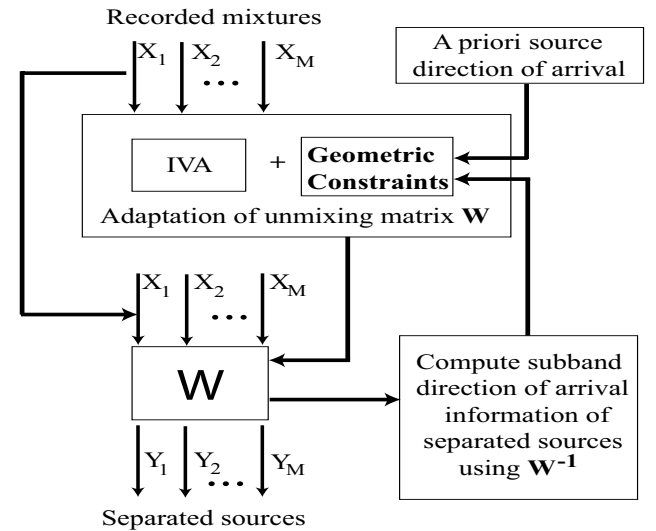 Recorded mixtures
X1 X2 ... XM
A priori source
direction of arrival
IVA + Geometric
Constraints
Adaptation of unmixing matrix W
X1 X2 ... XM
W
Compute subband
direction of arrival
information of
separated sources
using W-1
Y1 Y2 ... YM
Separated sources